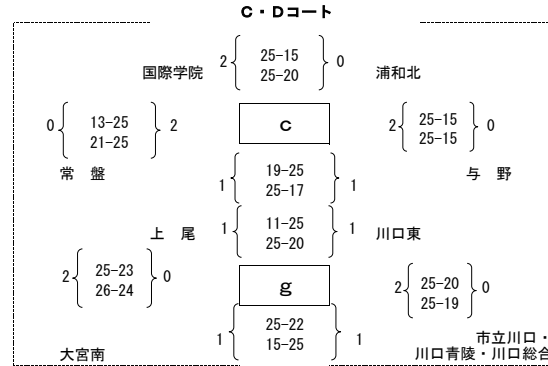 C・Dコート
国際学院 2 25-15 0 浦和北
25-20
0 13-25 2 C 2 25-15 0
21-25 25-15
常 盤 与 野
1 19-25 1
25-17
上 尾 1 11-25 1 川口東
25-20
2 25-23 0 2 25-20 0
26-24 25-19
g
1 25-22 1
15-25
市立川口・
大宮南 川口青陵・川口総合